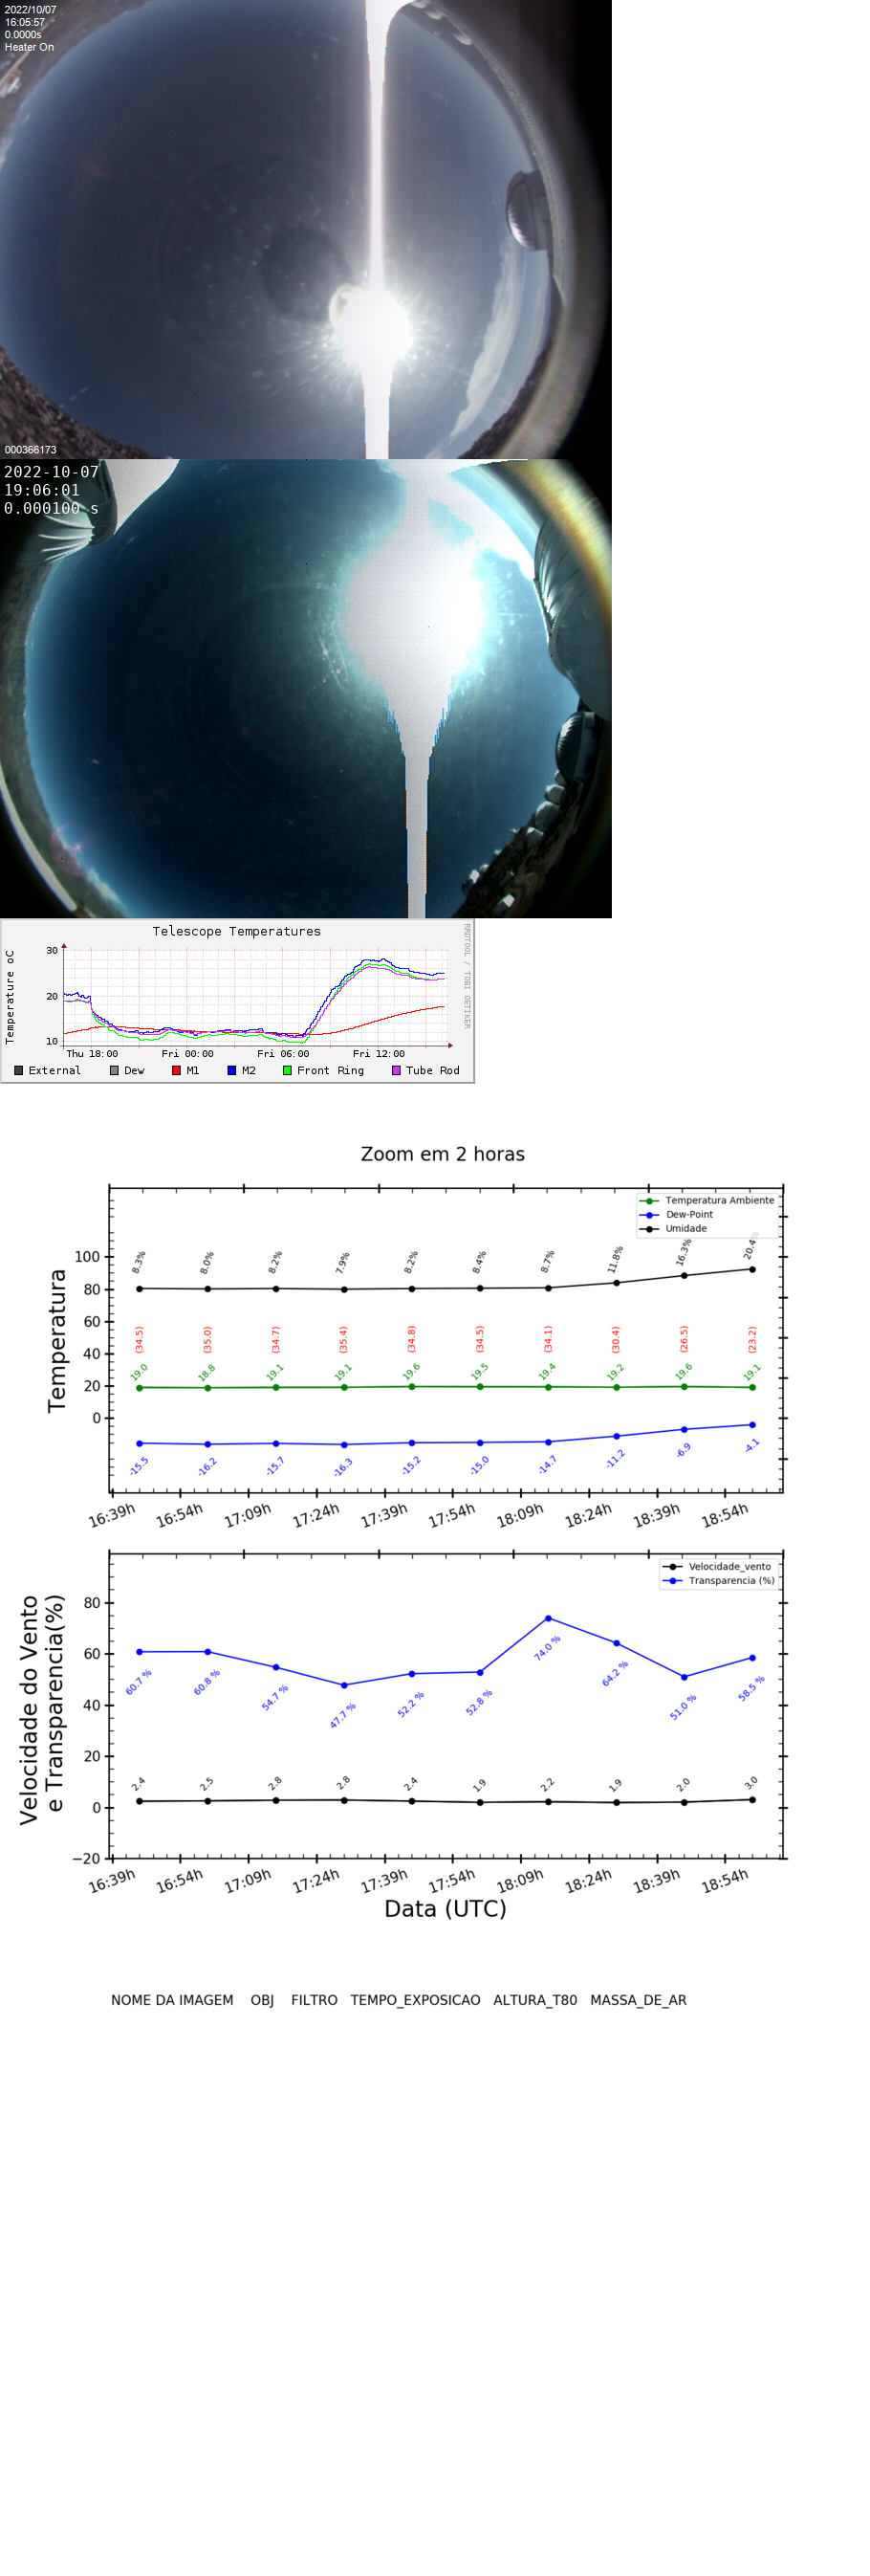 2022/10/07
16:05:57
0.0000s
Heater On
000366173
2022-10-07
19:06:01
0.000100 s
Telescope Temperatures
RRDTOOL / TOBI OETIKER
Temperature oC
30
20
10
Thu 18:00 Fri 00:00 Fri 06:00 Fri 12:00
External Dew M1 M2 Front Ring Tube Rod
Zoom em 2 horas
Temperatura Ambiente
Dew-Point
Umidade
Temperatura
100
80
60
40
20
0
8.3% 8.0% 8.2% 7.9% 8.2% 8.4% 8.7% 11.8% 16.3% 20.4%
(34.5) (35.0) (34.7) (35.4) (34.8) (34.5) (34.1) (30.4) (26.5) (23.2)
19.0 18.8 19.1 19.1 19.6 19.5 19.4 19.2 19.6 19.1
-15.5 -16.2 -15.7 -16.3 -15.2 -15.0 -14.7 -11.2 -6.9 -4.1
16:39h 16:54h 17:09h 17:24h 17:39h 17:54h 18:09h 18:24h 18:39h 18:54h
Velocidade_vento
Transparencia (%)
Velocidade do Vento
e Transparencia(%)
80
60
40
20
0
−20
60.7 % 60.8 % 54.7 % 47.7 % 52.2 % 52.8 % 74.0 % 64.2 % 51.0 % 58.5 %
2.4 2.5 2.8 2.8 2.4 1.9 2.2 1.9 2.0 3.0
16:39h 16:54h 17:09h 17:24h 17:39h 17:54h 18:09h 18:24h 18:39h 18:54h
Data (UTC)
NOME DA IMAGEM OBJ FILTRO TEMPO_EXPOSICAO ALTURA_T80 MASSA_DE_AR